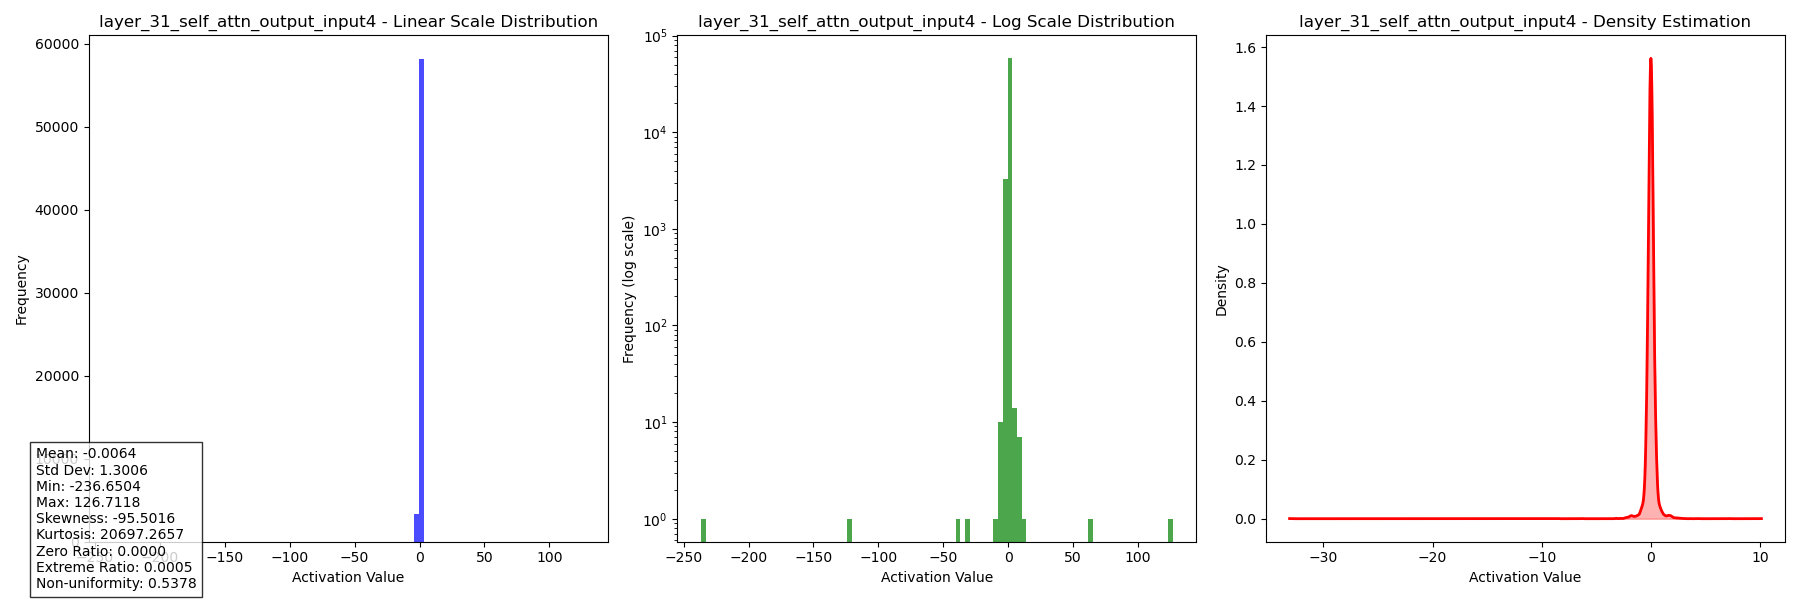 layer_31_self_attn_output_input4 - Linear Scale Distribution
60000
50000
40000
30000
20000
10000
0
Frequency
−150
−100
−50
0
50
100
−200
Activation Value
Mean: -0.0064
Std Dev: 1.3006
Min: -236.6504
Max: 126.7118
Skewness: -95.5016
Kurtosis: 20697.2657
Zero Ratio: 0.0000
Extreme Ratio: 0.0005
Non-uniformity: 0.5378
layer_31_self_attn_output_input4 - Log Scale Distribution
10^5
10^4
10^3
10^2
10^1
10^0
Frequency (log scale)
−250
−200
−150
−100
−50
0
50
100
Activation Value
layer_31_self_attn_output_input4 - Density Estimation
1.6
1.4
1.2
1.0
0.8
0.6
0.4
0.2
0.0
Density
−30
−20
−10
0
10
Activation Value